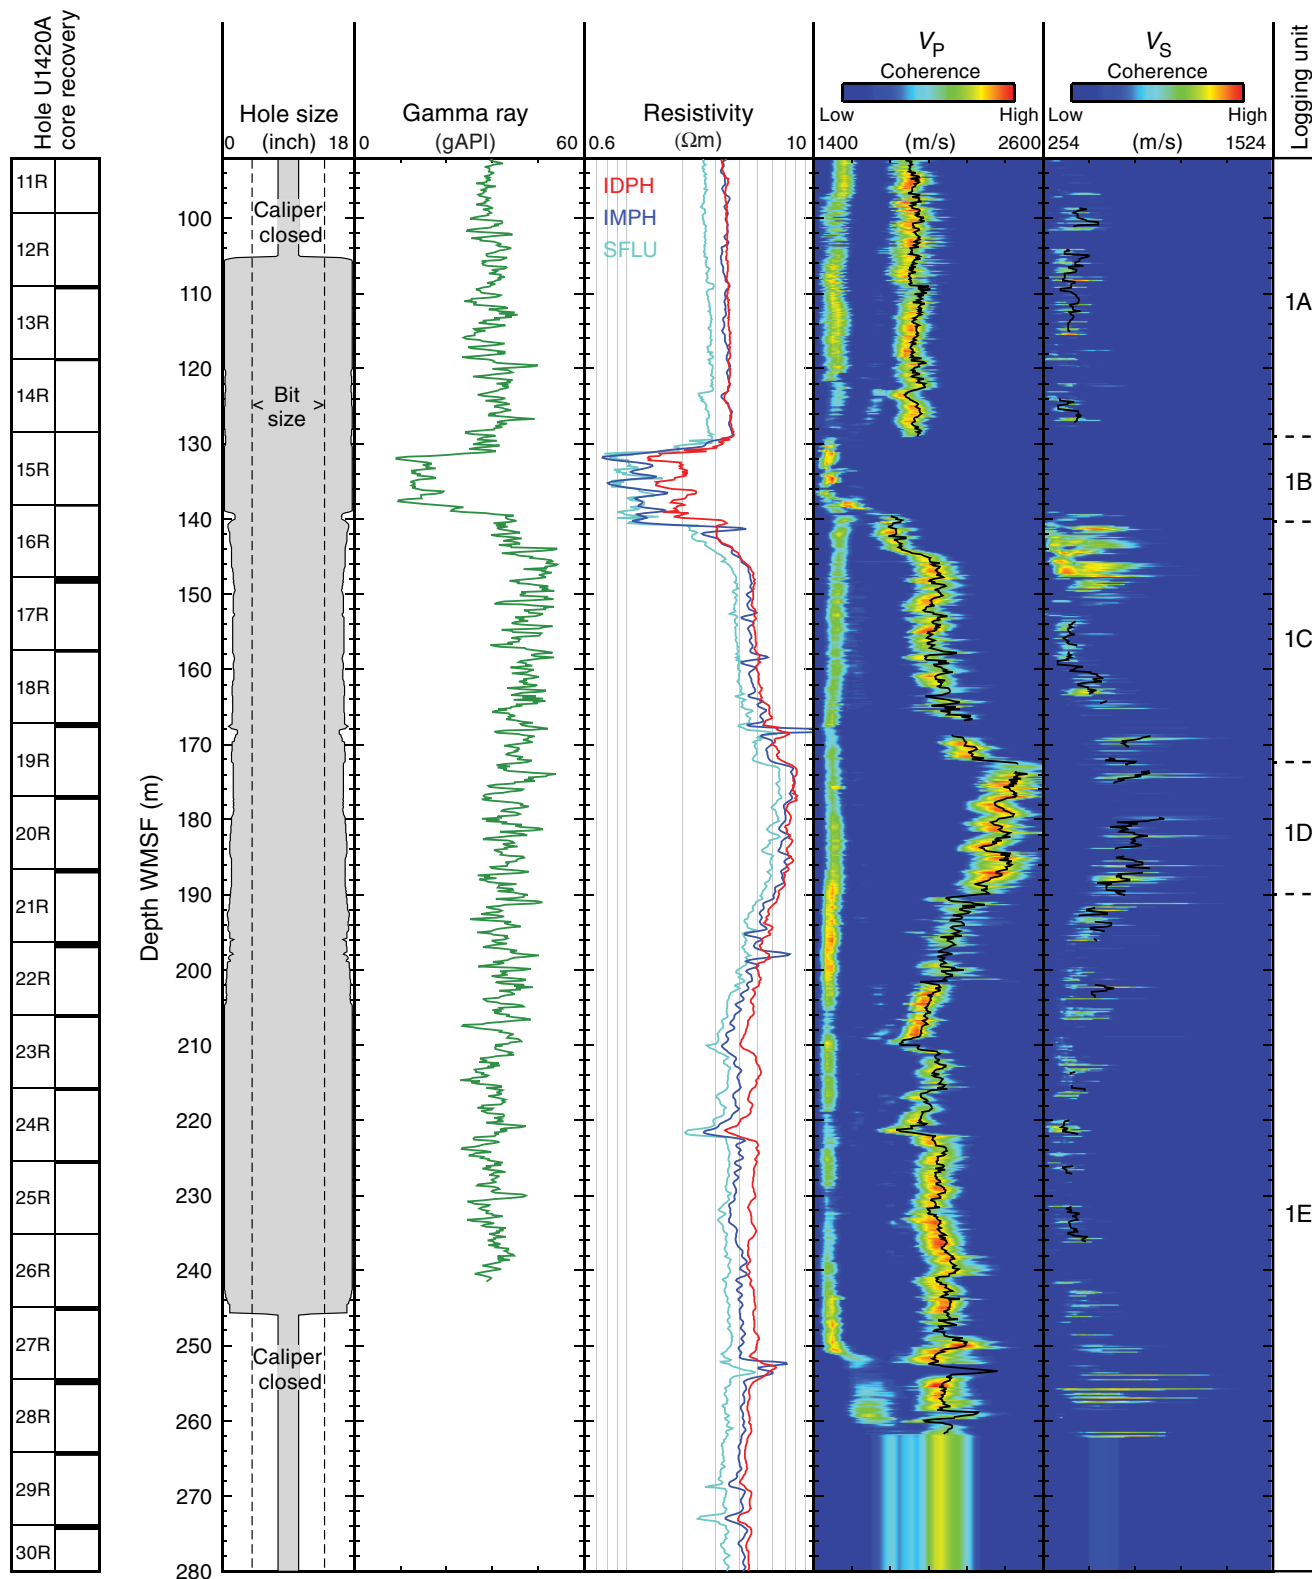 Hole U1420A
core recovery
Hole size
(inch)
0
18
Gamma ray
(gAPI)
0
60
Resistivity
(Ωm)
0.6
10
VP
Coherence
Low
High
1400
(m/s)
2600
VS
Coherence
Low
High
254
(m/s)
1524
Logging unit
IDPH
IMPH
SFLU
Caliper
closed
< Bit >
size
Caliper
closed
Depth WMSF (m)
100
110
120
130
140
150
160
170
180
190
200
210
220
230
240
250
260
270
280
11R
12R
13R
14R
15R
16R
17R
18R
19R
20R
21R
22R
23R
24R
25R
26R
27R
28R
29R
30R
1A
1B
1C
1D
1E